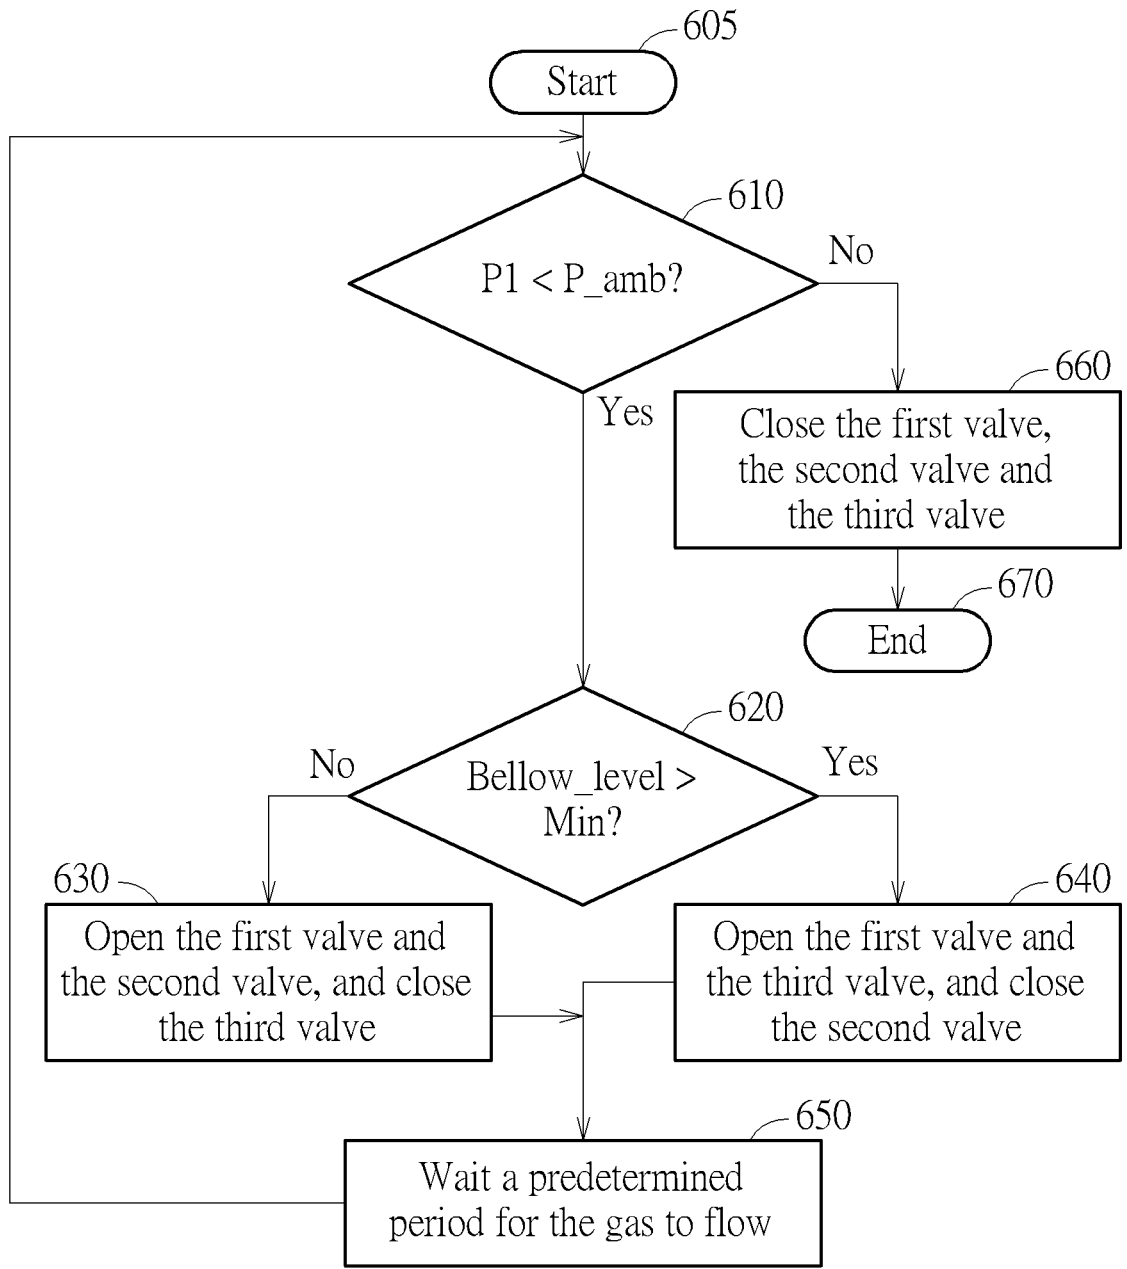 605
Start
610
P1 < P_amb?
No
Yes
660
Close the first valve,
the second valve and
the third valve
670
End
620
Bellow_level >
Min?
No
Yes
630
Open the first valve and
the second valve, and close
the third valve
640
Open the first valve and
the third valve, and close
the second valve
650
Wait a predetermined
period for the gas to flow